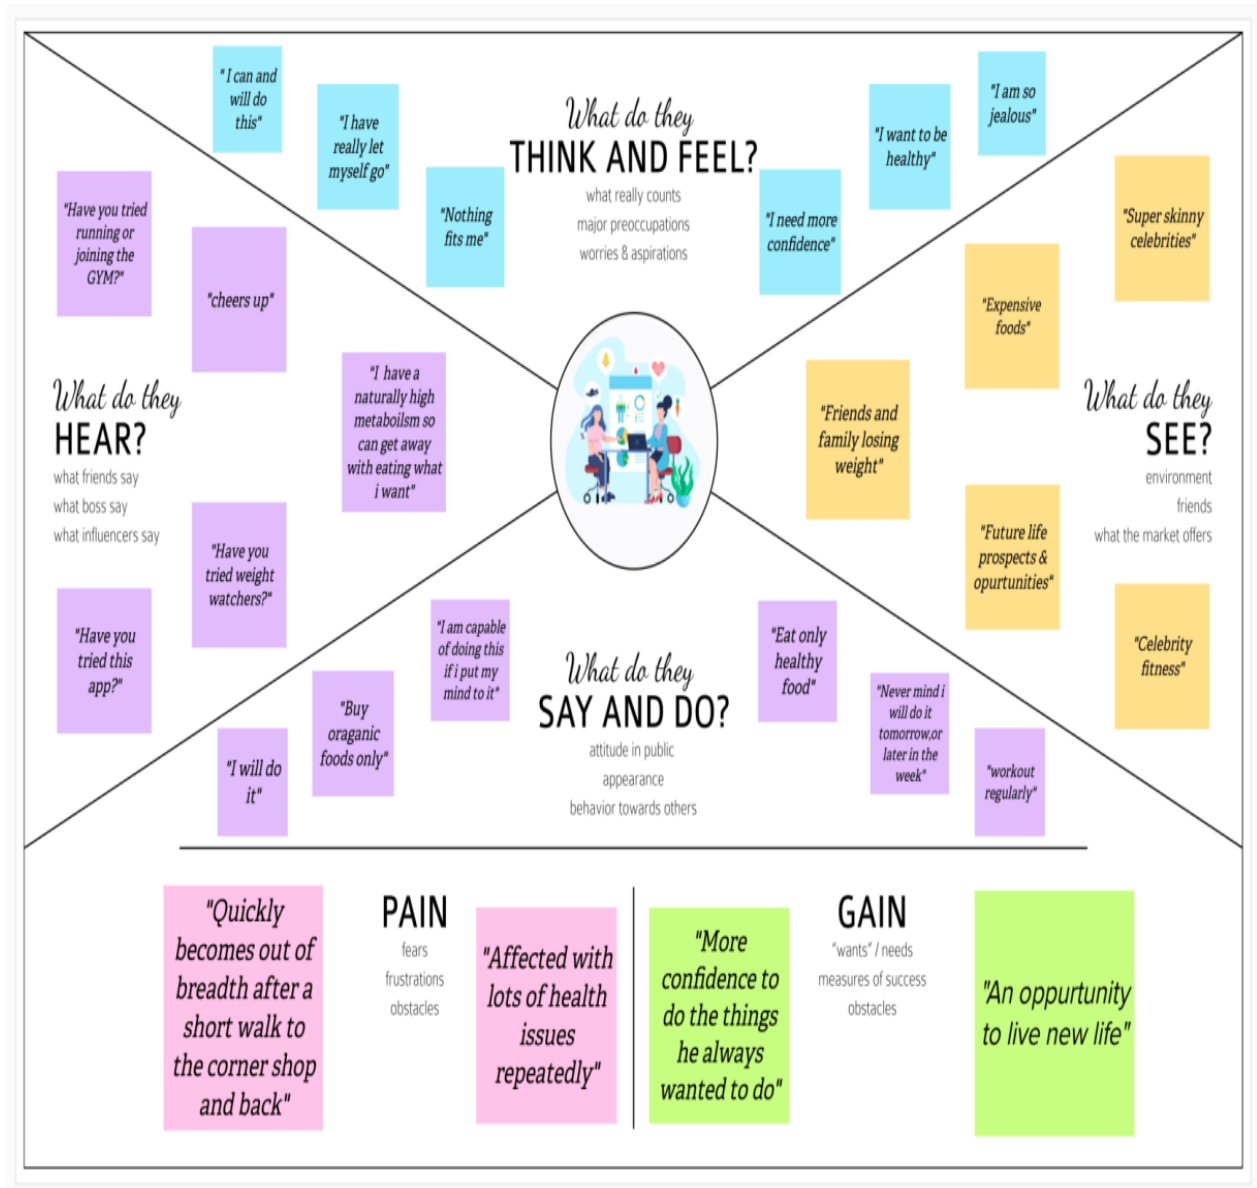 What do they
THINK AND FEEL?
what really counts
major preoccupations
worries & aspirations
" I can and
will do
this"
"I have
really let
myself go"
"Nothing
fits me"
"I need more
confidence"
"I want to be
healthy"
"I am so
jealous"
What do they
HEAR?
what friends say
what boss say
what influencers say
"Have you tried
running or
joining the
GYM?"
"cheers up"
"I have a
naturally high
metaboilsm so
can get away
with eating what
i want"
"Have you
tried weight
watchers?"
"Have you
tried this
app?"
What do they
SEE?
environment
friends
what the market offers
"Super skinny
celebrities"
"Expensive
foods"
"Friends and
family losing
weight"
"Future life
prospects &
opurtunities"
"Celebrity
fitness"
What do they
SAY AND DO?
attitude in public
appearance
behavior towards others
"I will do
it"
"Buy
oraganic
foods only"
"I am capable
of doing this
if i put my
mind to it"
"Eat only
healthy
food"
"Never mind i
will do it
tomorrow,or
later in the
week"
"workout
regularly"
PAIN
fears
frustrations
obstacles
"Quickly
becomes out of
breadth after a
short walk to
the corner shop
and back"
"Affected with
lots of health
issues
repeatedly"
GAIN
"wants" / needs
measures of success
obstacles
"More
confidence to
do the things
he always
wanted to do"
"An oppurtunity
to live new life"